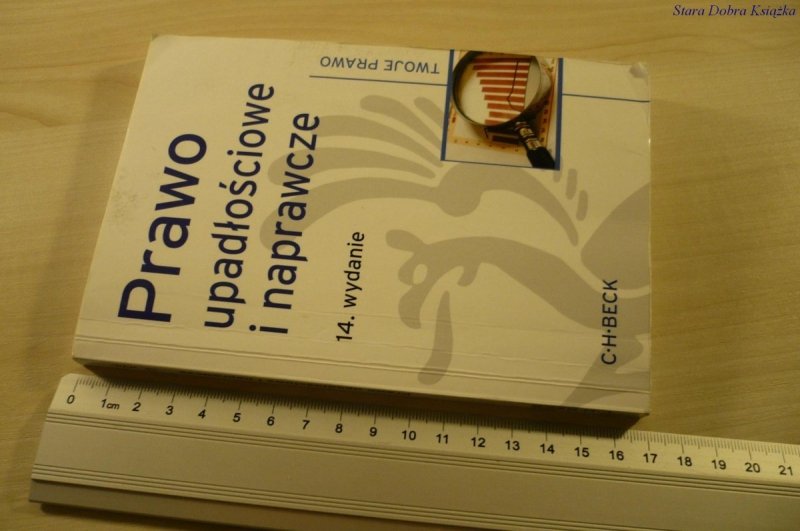 Stara Dobra Książka
TWOJE PRAWO
Prawo
upadłościowe
i naprawcze
14. wydanie
C·H·BECK
0 1cm 2 3 4 5 6 7 8 9 10 11 12 13 14 15 16 17 18 19 20 21